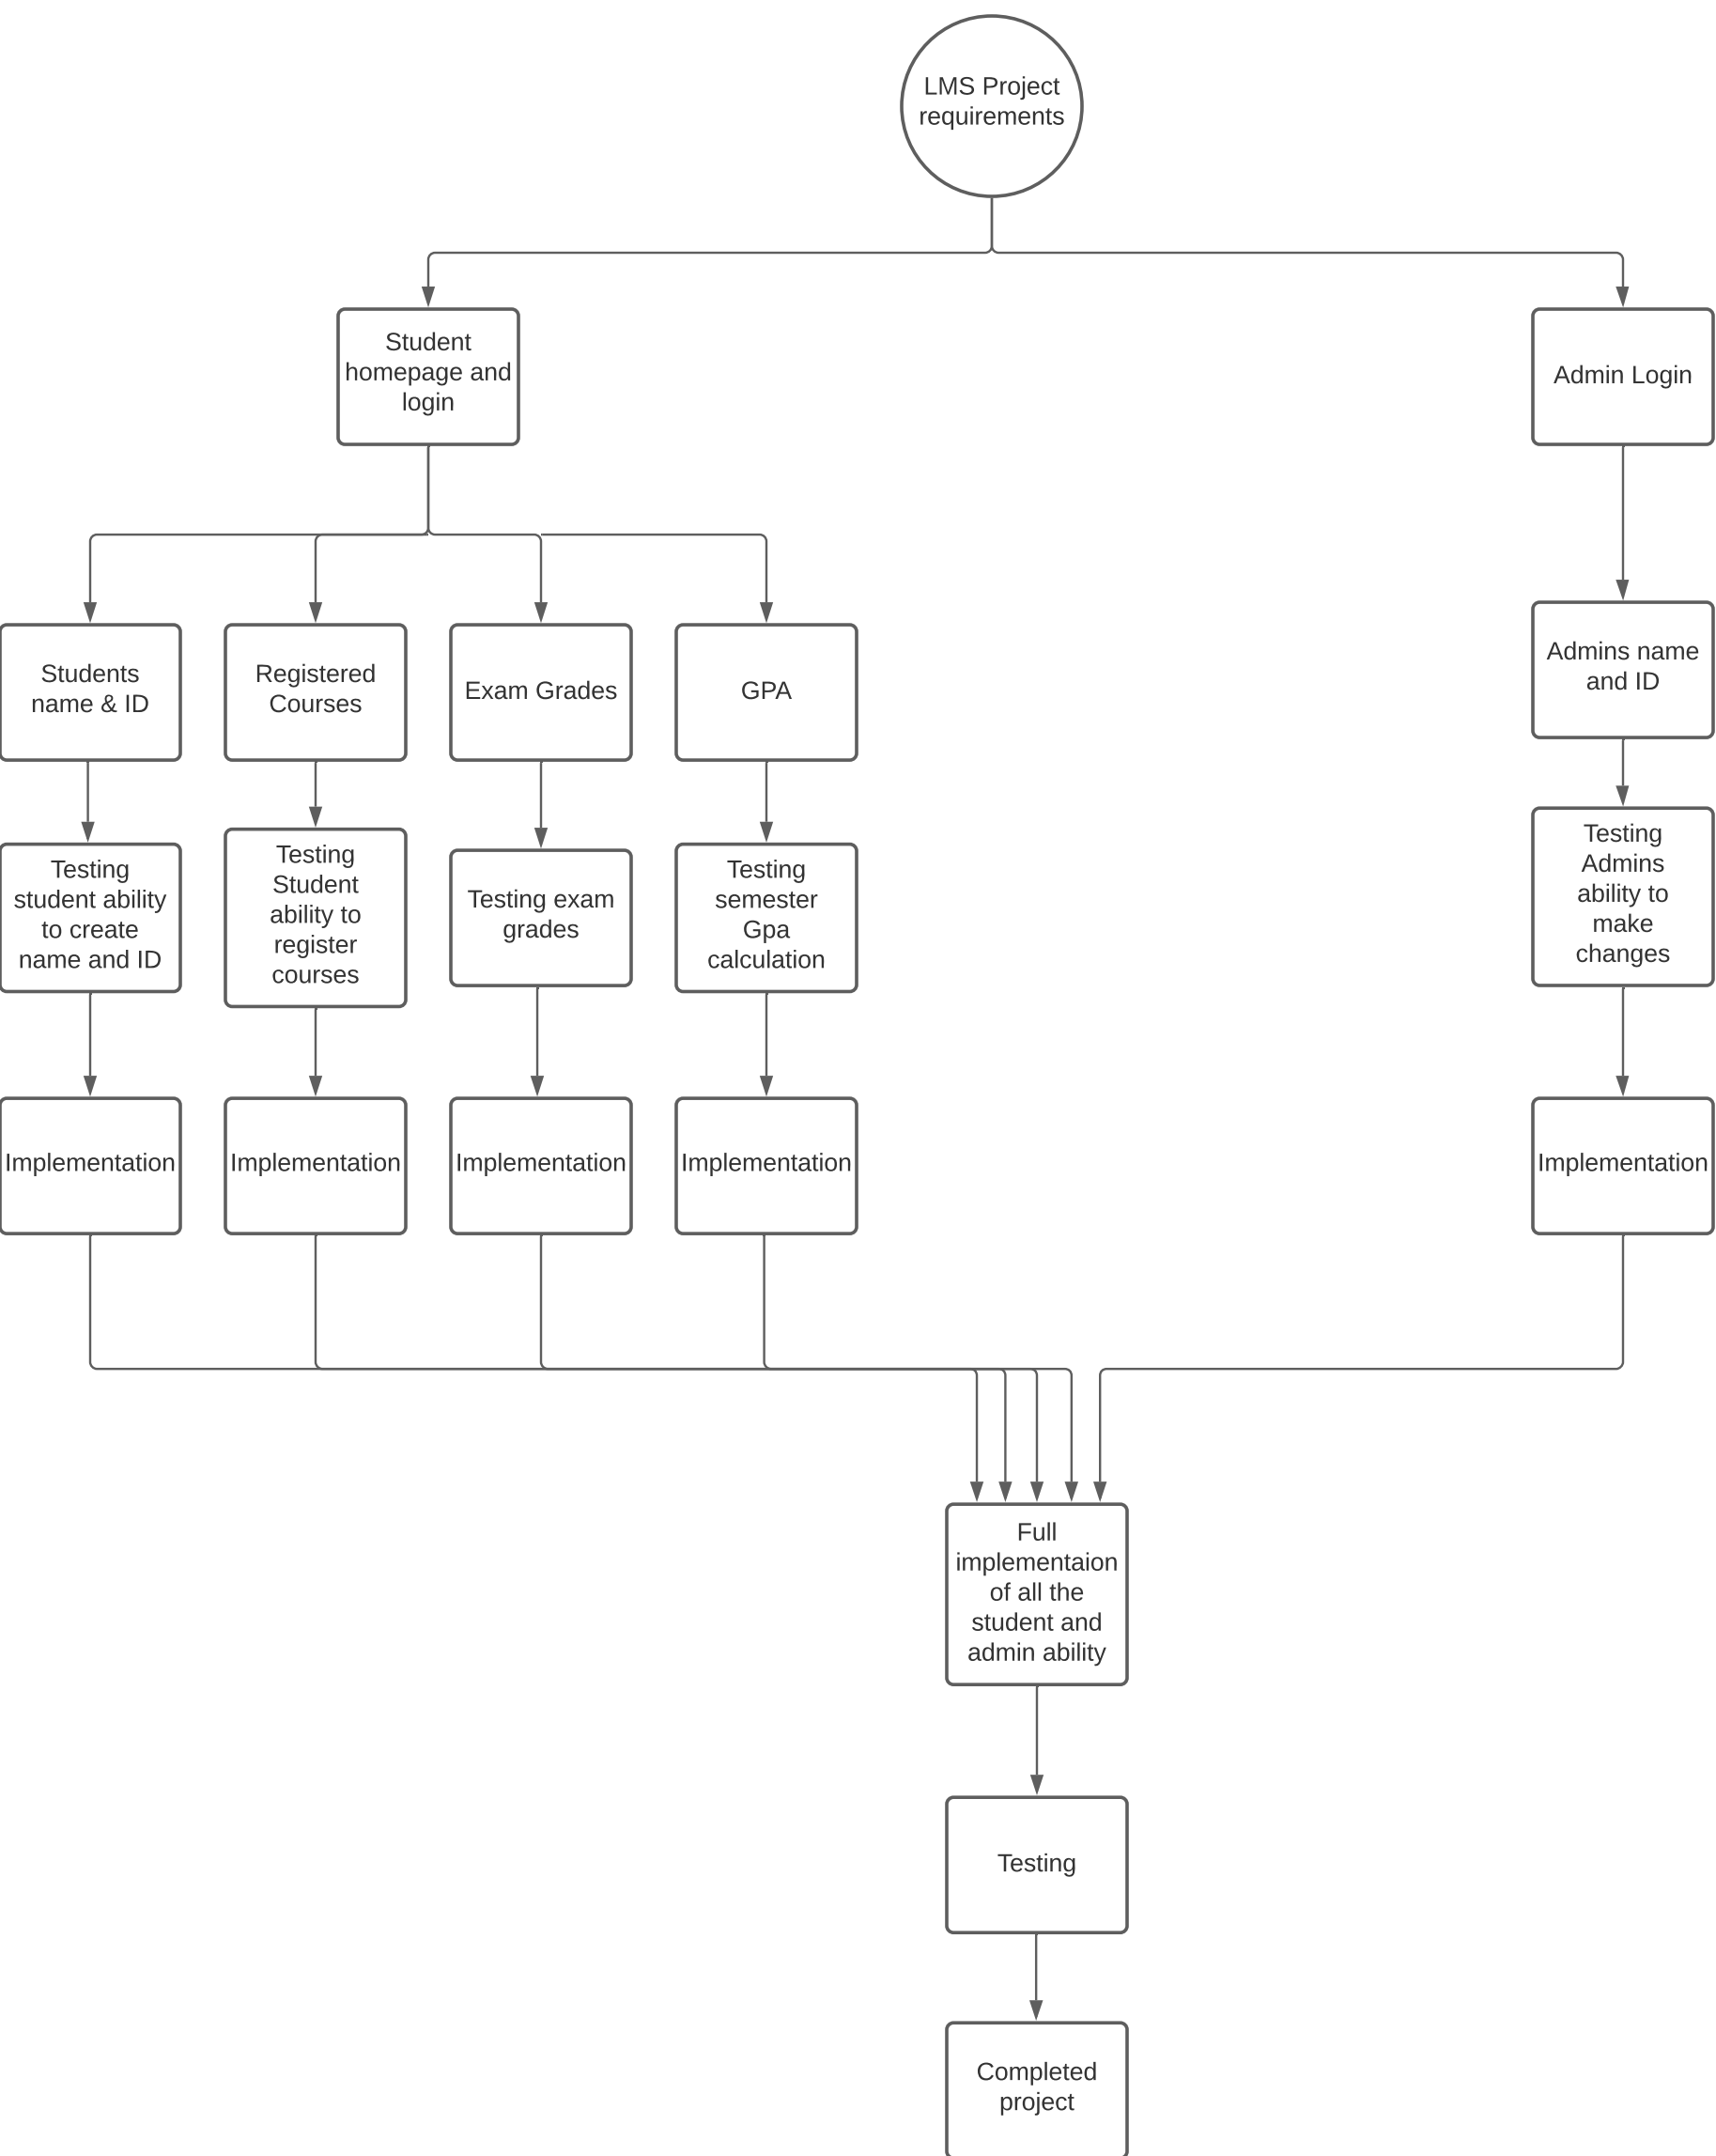 LMS Project
requirements
Student
homepage and
login
Admin Login
Students
name & ID
Registered
Courses
Exam Grades
GPA
Admins name
and ID
Testing
student ability
to create
name and ID
Testing
Student
ability to
register
courses
Testing exam
grades
Testing
semester
Gpa
calculation
Testing
Admins
ability to
make
changes
Implementation
Implementation
Implementation
Implementation
Implementation
Full
implementaion
of all the
student and
admin ability
Testing
Completed
project